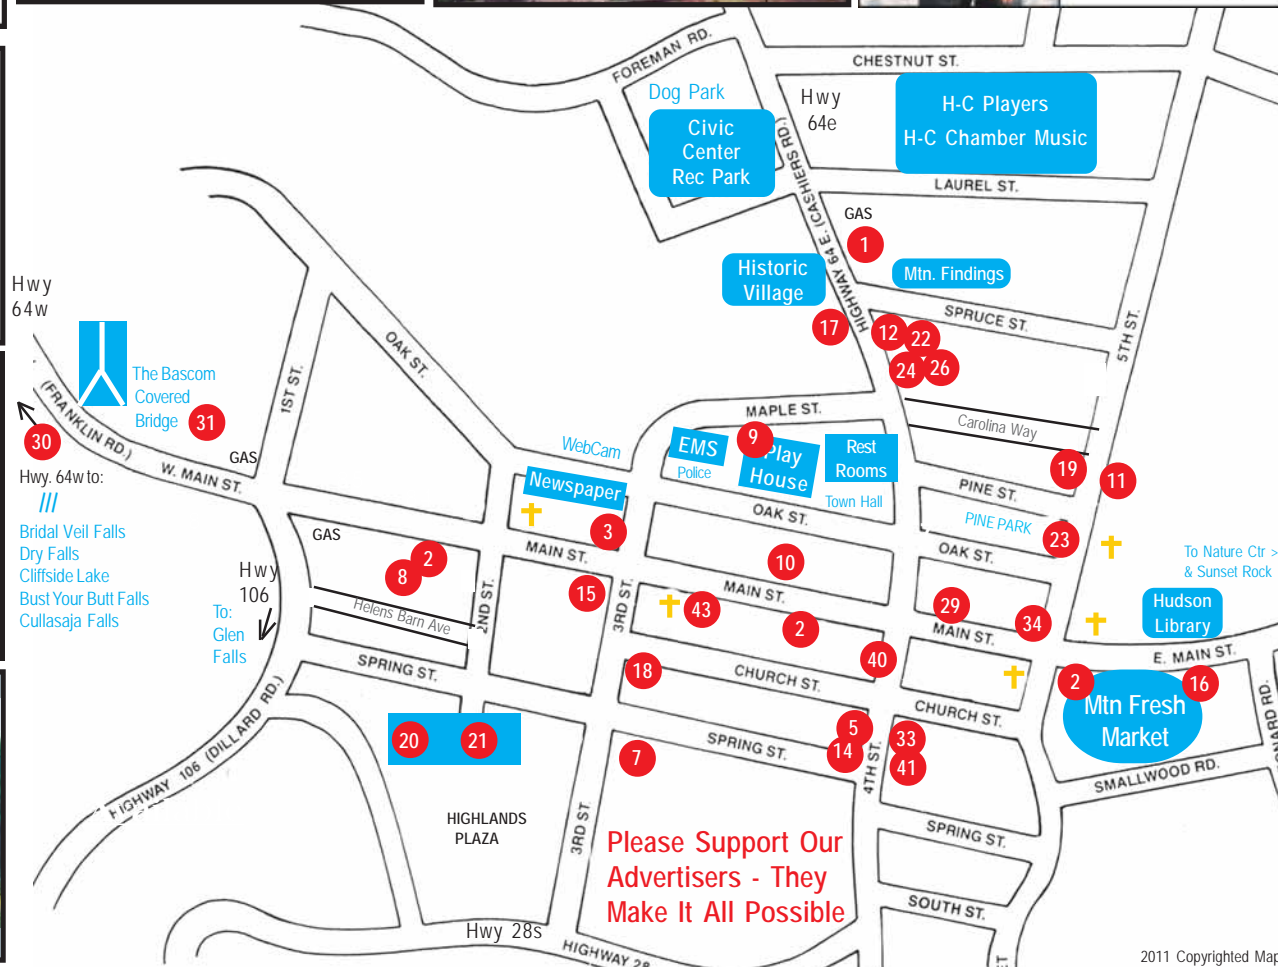 FOREMAN RD.
CHESTNUT ST.
Dog Park
Hwy
64e
H-C Players
H-C Chamber Music
Civic
Center
Rec Park
HIGHWAY 64 E. (CASHIERS RD.)
LAUREL ST.
GAS
1
Historic
Village
Mtn. Findings
SPRUCE ST.
5TH ST.
17
12
22
24
26
Hwy
64w
The Bascom
Covered
Bridge
31
1ST ST.
OAK ST.
(FRANKLIN RD.)
30
W. MAIN ST.
GAS
Hwy. 64w to:
///
Bridal Veil Falls
Dry Falls
Cliffside Lake
Bust Your Butt Falls
Cullasaja Falls
MAPLE ST.
Carolina Way
WebCam
EMS
Police
9
Play
House
Rest
Rooms
Town Hall
19
11
PINE ST.
Newspaper
OAK ST.
PINE PARK
23
3
OAK ST.
To Nature Ctr >
& Sunset Rock
GAS
2
8
MAIN ST.
10
Hwy
106
To:
Glen
Falls
Helens Barn Ave
2ND ST.
15
3RD ST.
43
MAIN ST.
2
29
MAIN ST.
34
Hudson
Library
E. MAIN ST.
SPRING ST.
18
CHURCH ST.
40
2
16
Mtn Fresh
Market
CHURCH ST.
20
21
7
SPRING ST.
5
14
4TH ST.
33
41
SMALLWOOD RD.
HIGHWAY 106 (DILLARD RD.)
HIGHLANDS
PLAZA
3RD ST.
SPRING ST.
Please Support Our
Advertisers - They
Make It All Possible
SOUTH ST.
Hwy 28s
HIGHWAY 28
2011 Copyrighted Map